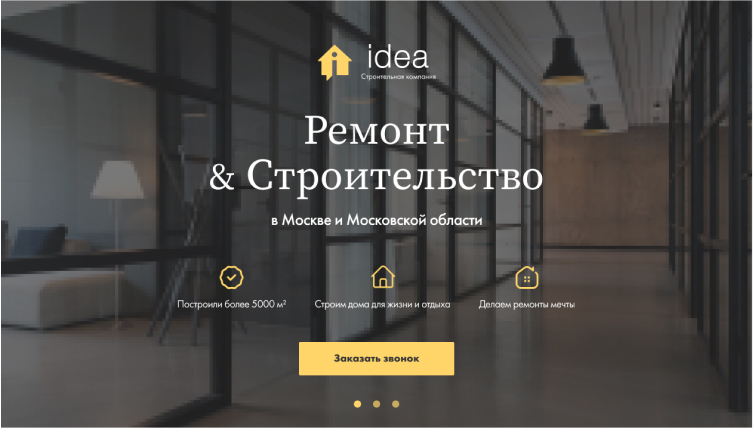 idea
Строительная компания
Ремонт
& Строительство
в Москве и Московской области
Построили более 5000 м²
Строим дома для жизни и отдыха
Делаем ремонты мечты
Заказать звонок